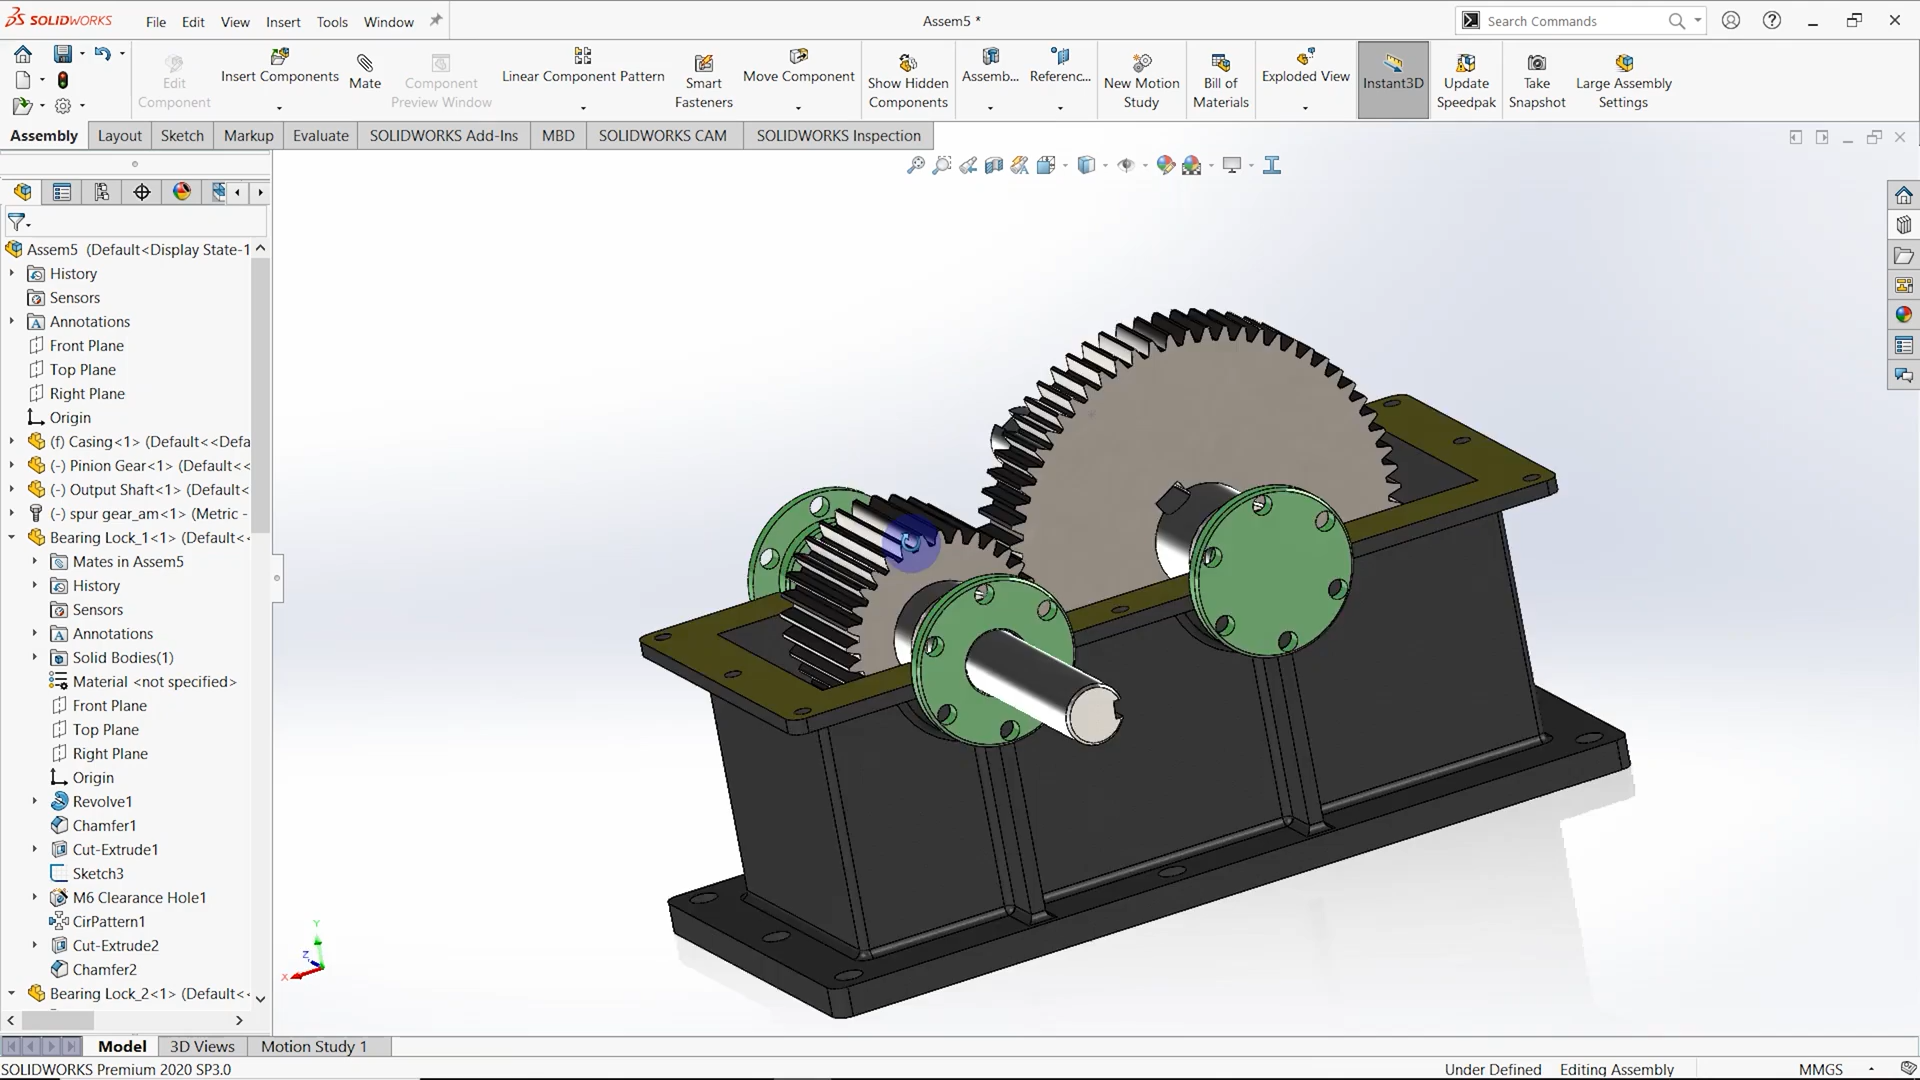 SOLIDWORKS
File Edit View Insert Tools Window
Assem5 *
Search Commands
Edit Component
Insert Components
Mate
Component Preview Window
Linear Component Pattern
Smart Fasteners
Move Component
Show Hidden Components
Assemb...
Referenc...
New Motion Study
Bill of Materials
Exploded View
Instant3D
Update Speedpak
Take Snapshot
Large Assembly Settings
Assembly Layout Sketch Markup Evaluate SOLIDWORKS Add-Ins MBD SOLIDWORKS CAM SOLIDWORKS Inspection
Assem5 (Default<Display State-1
History
Sensors
Annotations
Front Plane
Top Plane
Right Plane
Origin
(f) Casing<1> (Default<<Defa
(-) Pinion Gear<1> (Default<<
(-) Output Shaft<1> (Default<
(-) spur gear_am<1> (Metric -
Bearing Lock_1<1> (Default<<
Mates in Assem5
History
Sensors
Annotations
Solid Bodies(1)
Material <not specified>
Front Plane
Top Plane
Right Plane
Origin
Revolve1
Chamfer1
Cut-Extrude1
Sketch3
M6 Clearance Hole1
CirPattern1
Cut-Extrude2
Chamfer2
Bearing Lock_2<1> (Default<<
Y
Z
X
Model 3D Views Motion Study 1
SOLIDWORKS Premium 2020 SP3.0
Under Defined Editing Assembly MMGS